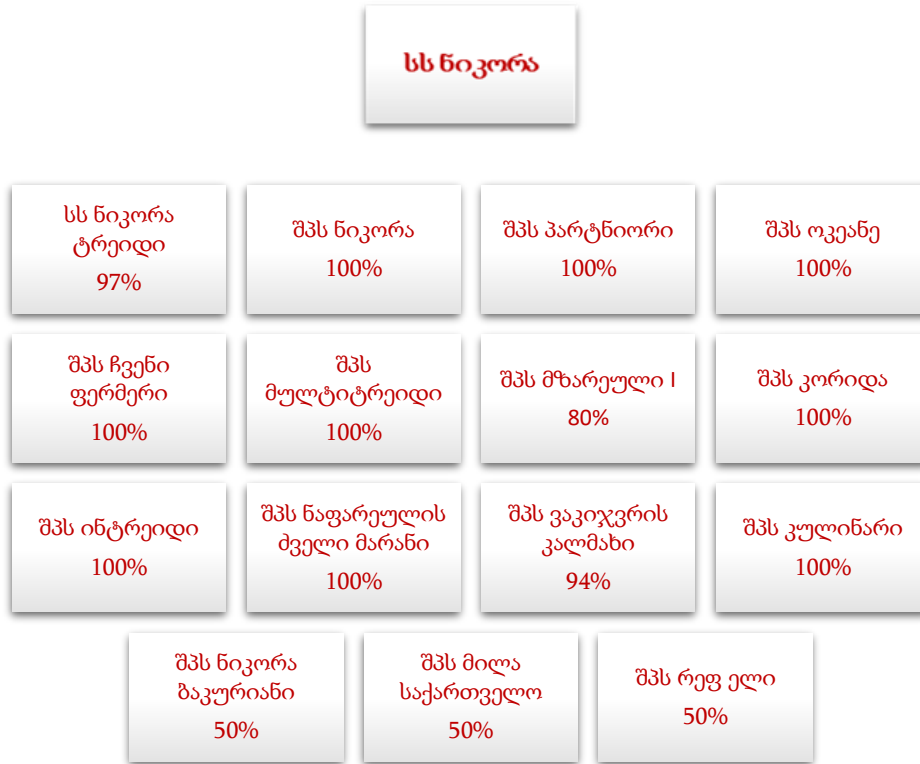 სს ნიკორა
სს ნიკორა
ტრეიდი
97%
შპს ნიკორა
100%
შპს პარტნიორი
100%
შპს ოკეანე
100%
შპს ჩვენი
ფერმერი
100%
შპს
მულტიტრეიდი
100%
შპს მზარეული I
80%
შპს კორიდა
100%
შპს ინტრეიდი
100%
შპს ნაფარეულის
ძველი მარანი
100%
შპს ვაკიჯვრის
კალმახი
94%
შპს კულინარი
100%
შპს ნიკორა
ბაკურიანი
50%
შპს მილა
საქართველო
50%
შპს რეფ ელი
50%